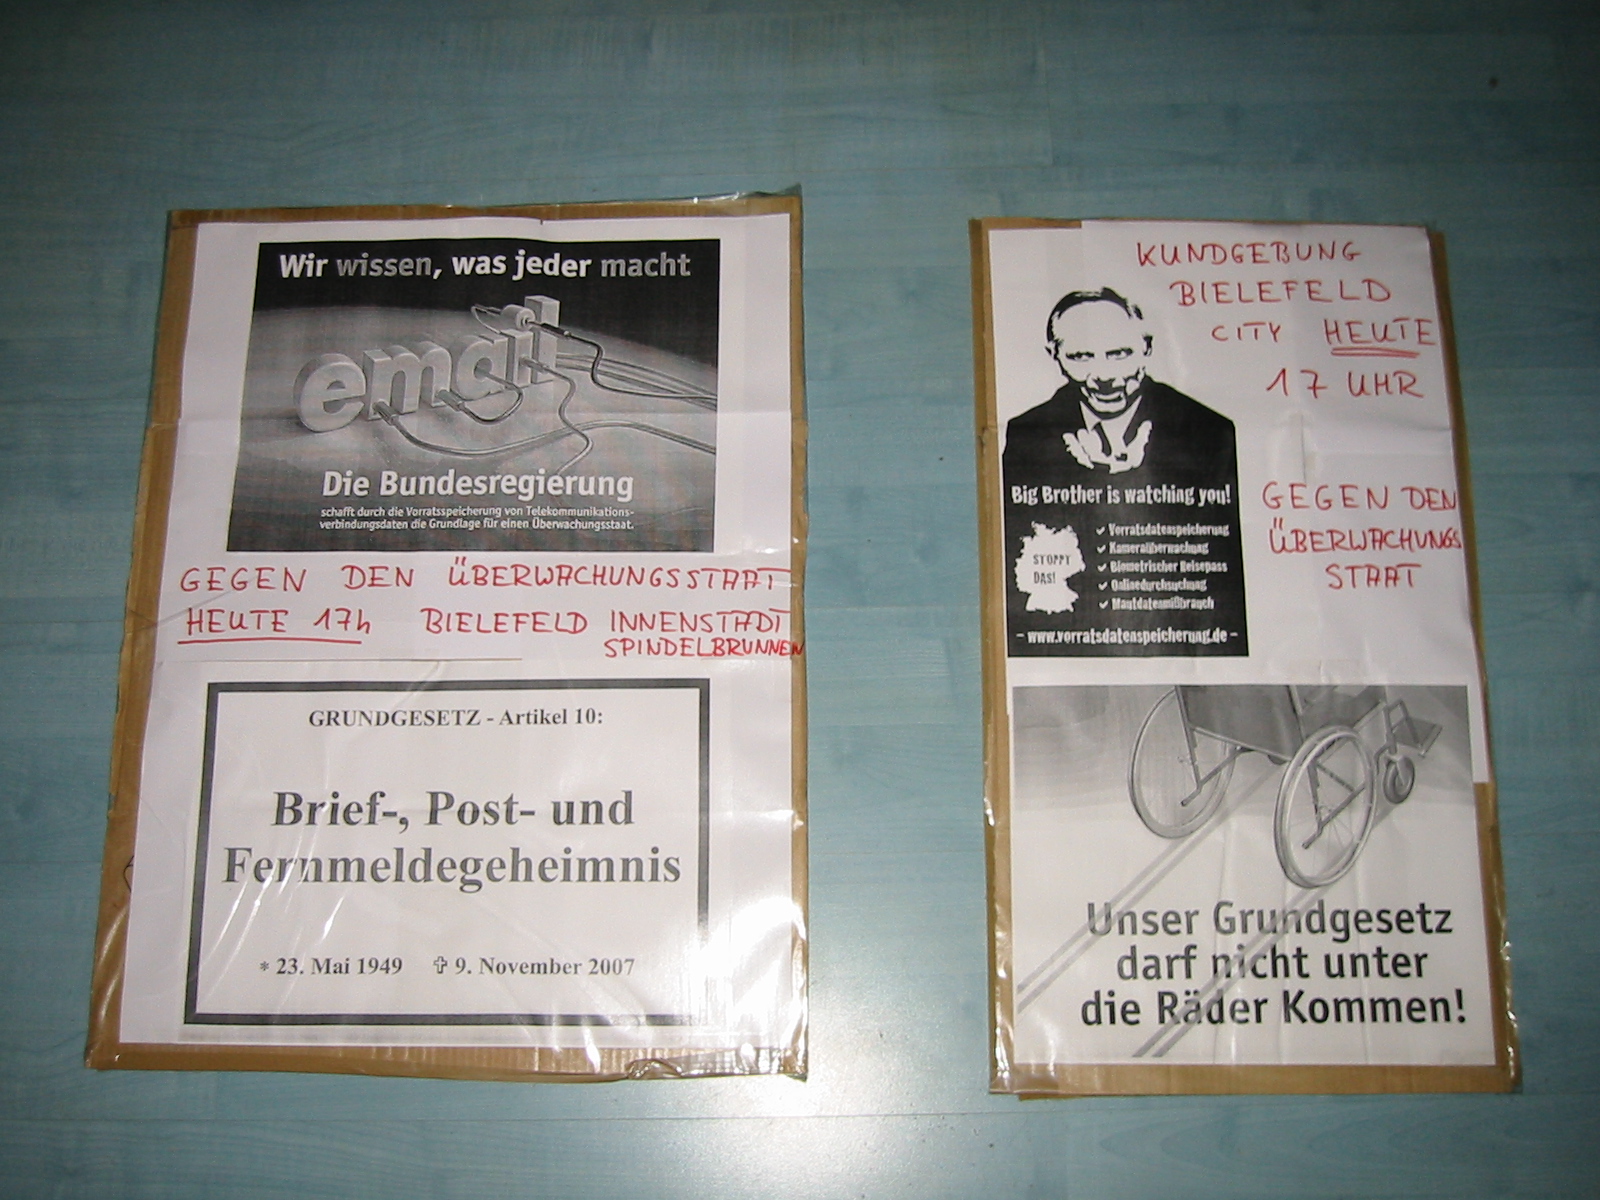 Wir wissen, was jeder macht
email
Die Bundesregierung
schafft durch die Vorratsspeicherung von Telekommunikations-
verbindungsdaten die Grundlage für einen Überwachungsstaat.
GEGEN DEN ÜBERWACHUNGSSTAAT
HEUTE 17h BIELEFELD INNENSTADT
SPINDELBRUNNEN
GRUNDGESETZ - Artikel 10:
Brief-, Post- und
Fernmeldegeheimnis
* 23. Mai 1949 ✝ 9. November 2007
KUNDGEBUNG
BIELEFELD
CITY HEUTE
17 UHR
Big Brother is watching you!
STOPPT
DAS!
✓ Vorratsdatenspeicherung
✓ Kameraüberwachung
✓ Biometrischer Reisepass
✓ Onlinedurchsuchung
✓ Mautdatenmißbrauch
- www.vorratsdatenspeicherung.de -
GEGEN DEN
ÜBERWACHUNGS
STAAT
Unser Grundgesetz
darf nicht unter
die Räder Kommen!